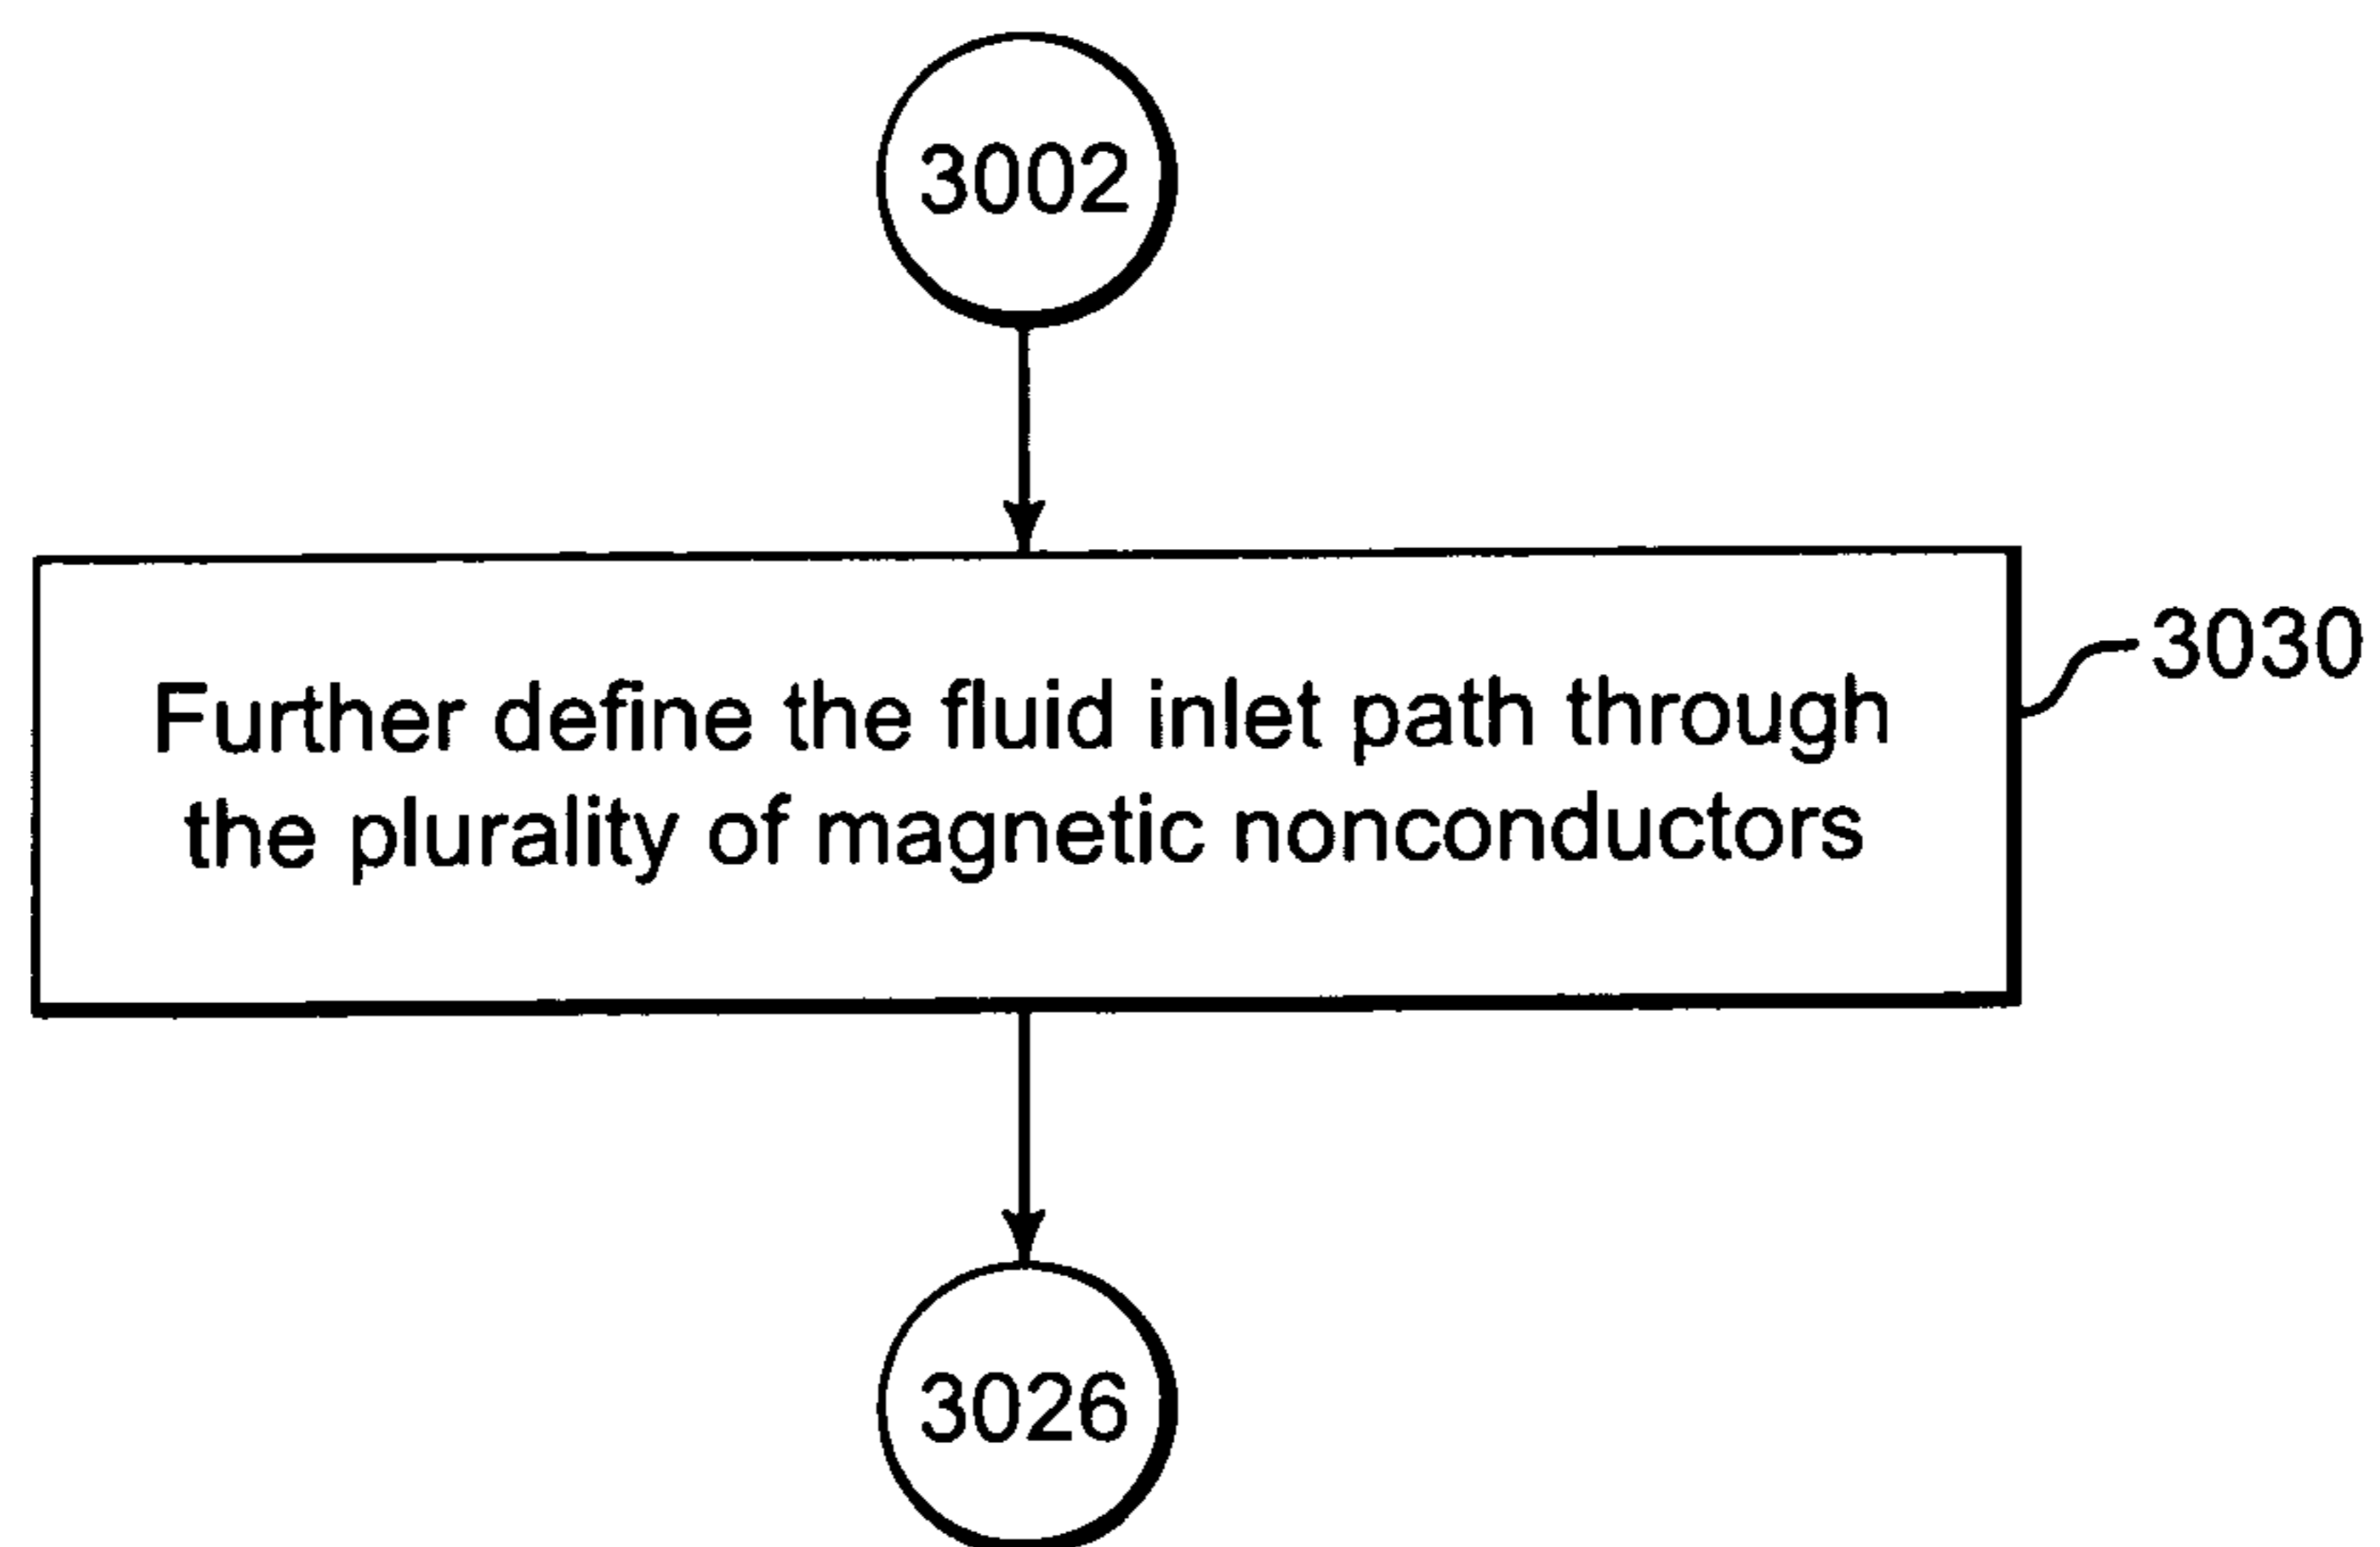 3002
3030
Further define the fluid inlet path through
the plurality of magnetic nonconductors
3026